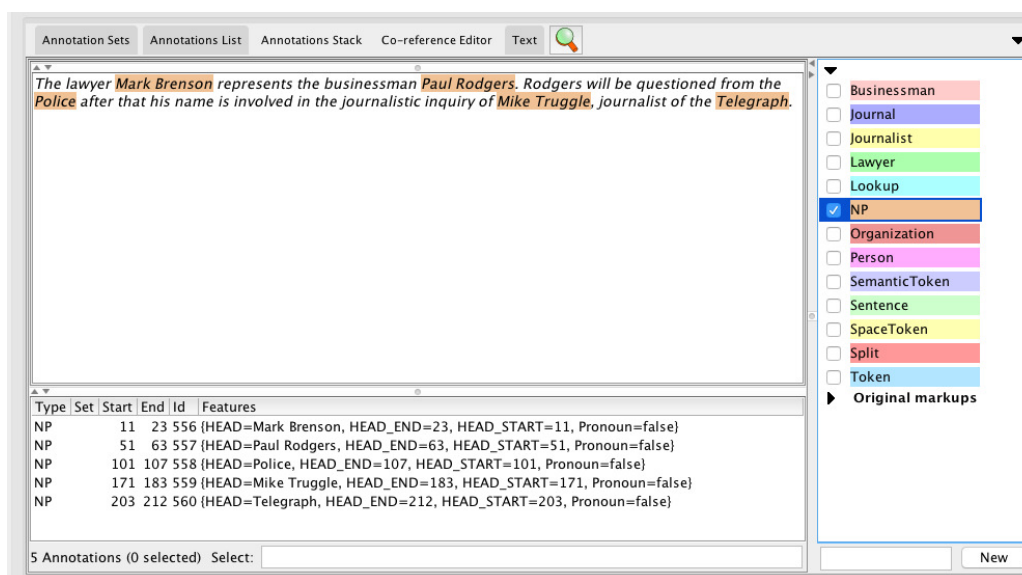 Annotation Sets Annotations List Annotations Stack Co-reference Editor Text
The lawyer Mark Brenson represents the businessman Paul Rodgers. Rodgers will be questioned from the
Police after that his name is involved in the journalistic inquiry of Mike Truggle, journalist of the Telegraph.
Businessman
Journal
Journalist
Lawyer
Lookup
NP
Organization
Person
SemanticToken
Sentence
SpaceToken
Split
Token
Original markups
Type Set Start End Id Features
NP 11 23 556 {HEAD=Mark Brenson, HEAD_END=23, HEAD_START=11, Pronoun=false}
NP 51 63 557 {HEAD=Paul Rodgers, HEAD_END=63, HEAD_START=51, Pronoun=false}
NP 101 107 558 {HEAD=Police, HEAD_END=107, HEAD_START=101, Pronoun=false}
NP 171 183 559 {HEAD=Mike Truggle, HEAD_END=183, HEAD_START=171, Pronoun=false}
NP 203 212 560 {HEAD=Telegraph, HEAD_END=212, HEAD_START=203, Pronoun=false}
5 Annotations (0 selected) Select:
New